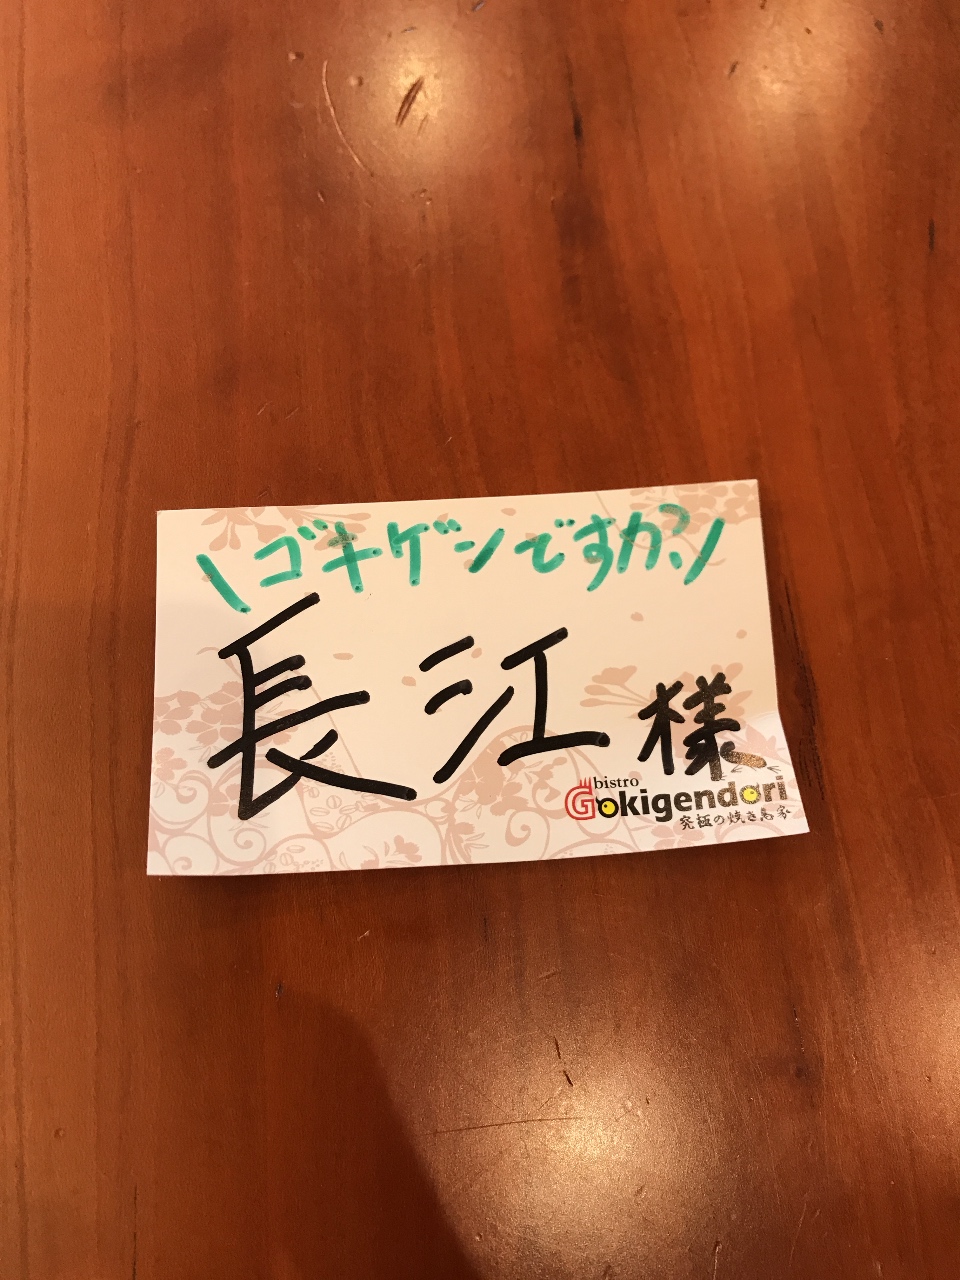 \ゴキゲンですか?/
長江様
bistro
Gokigendori
究極の焼き鳥家